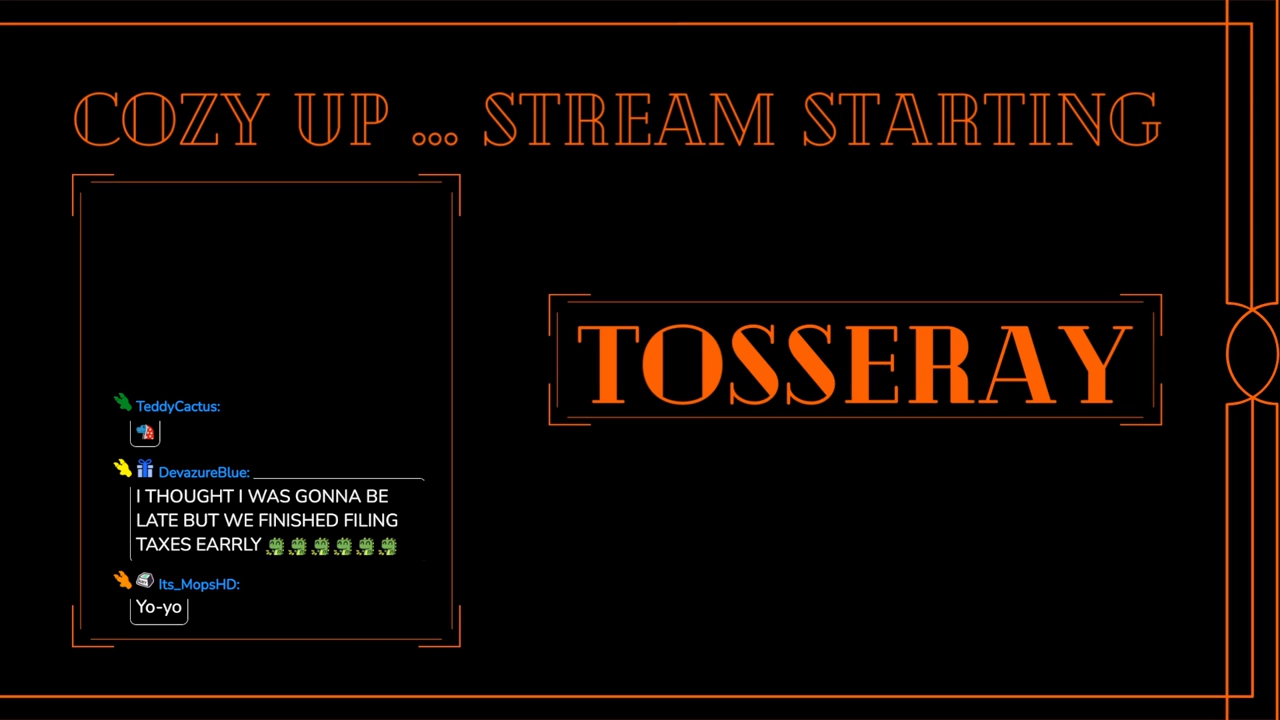 COZY UP ... STREAM STARTING
TOSSERAY
TeddyCactus:
DevazureBlue:
I THOUGHT I WAS GONNA BE
LATE BUT WE FINISHED FILING
TAXES EARRLY
Its_MopsHD:
Yo-yo